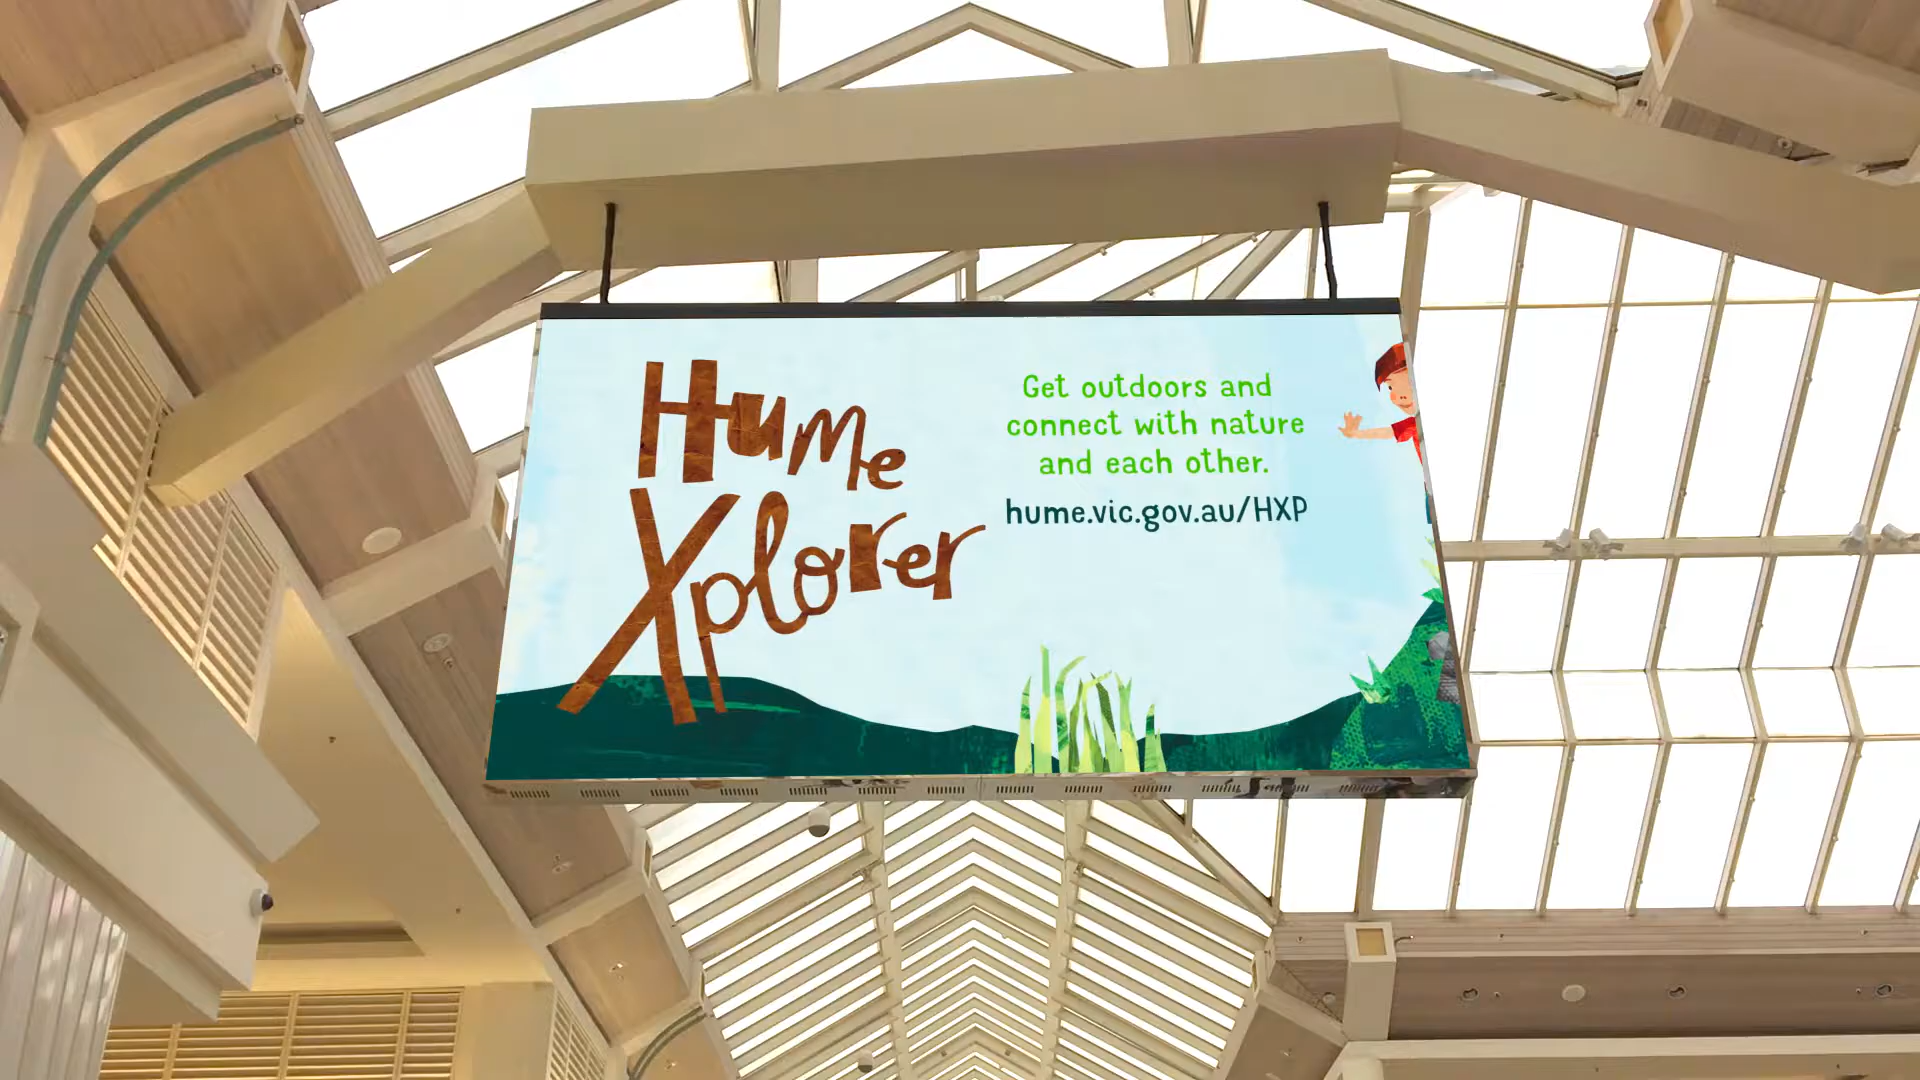 Hume
Xplorer
Get outdoors and
connect with nature
and each other.
hume.vic.gov.au/HXP